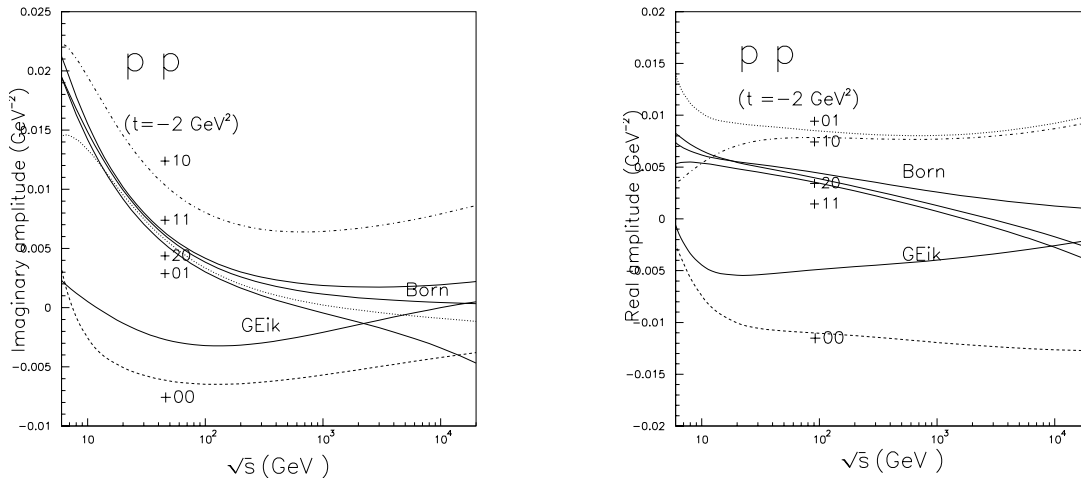 0.025
0.02
0.015
0.01
0.005
0
−0.005
−0.01
Imaginary amplitude (GeV⁻²)
p p
(t=−2 GeV²)
+10
+11
+20
+01
Born
GEik
+00
10
10²
10³
10⁴
√s (GeV )
0.02
0.015
0.01
0.005
0
−0.005
−0.01
−0.015
−0.02
Real amplitude (GeV⁻²)
p p
(t =−2 GeV²)
+01
+10
Born
+20
+11
GEik
+00
10
10²
10³
10⁴
√s (GeV )